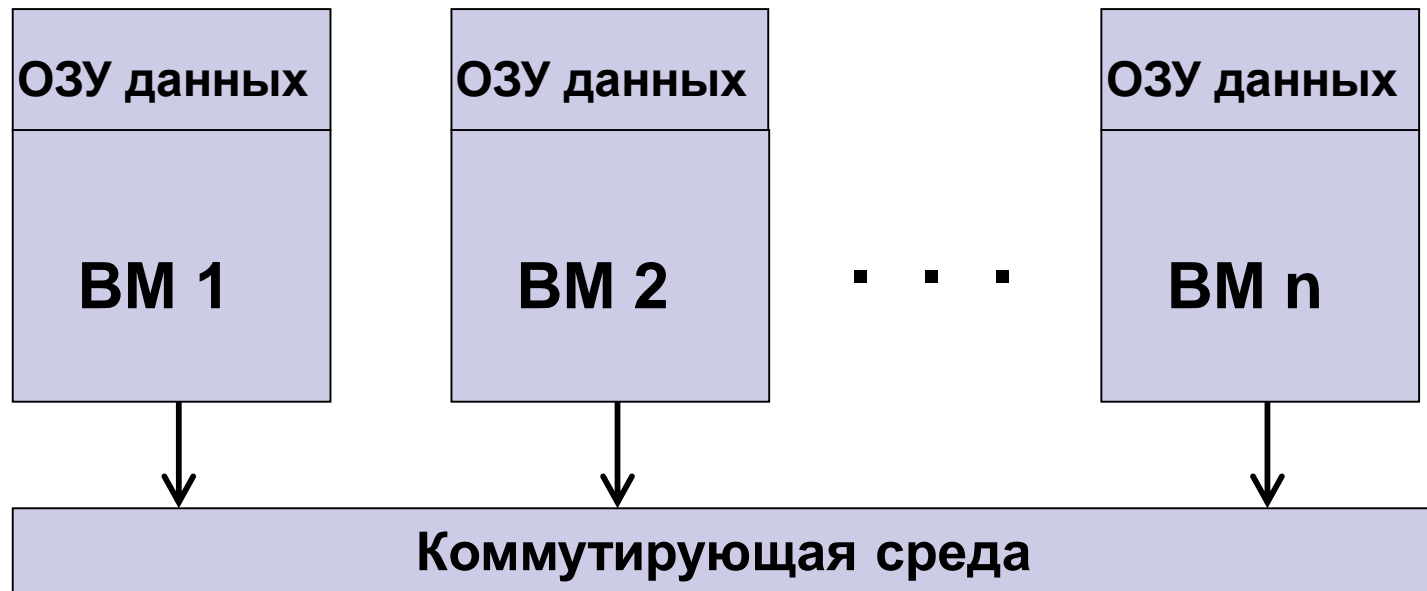 ОЗУ данных
ОЗУ данных
ОЗУ данных
ВМ 1
ВМ 2
. . .
ВМ n
Коммутирующая среда